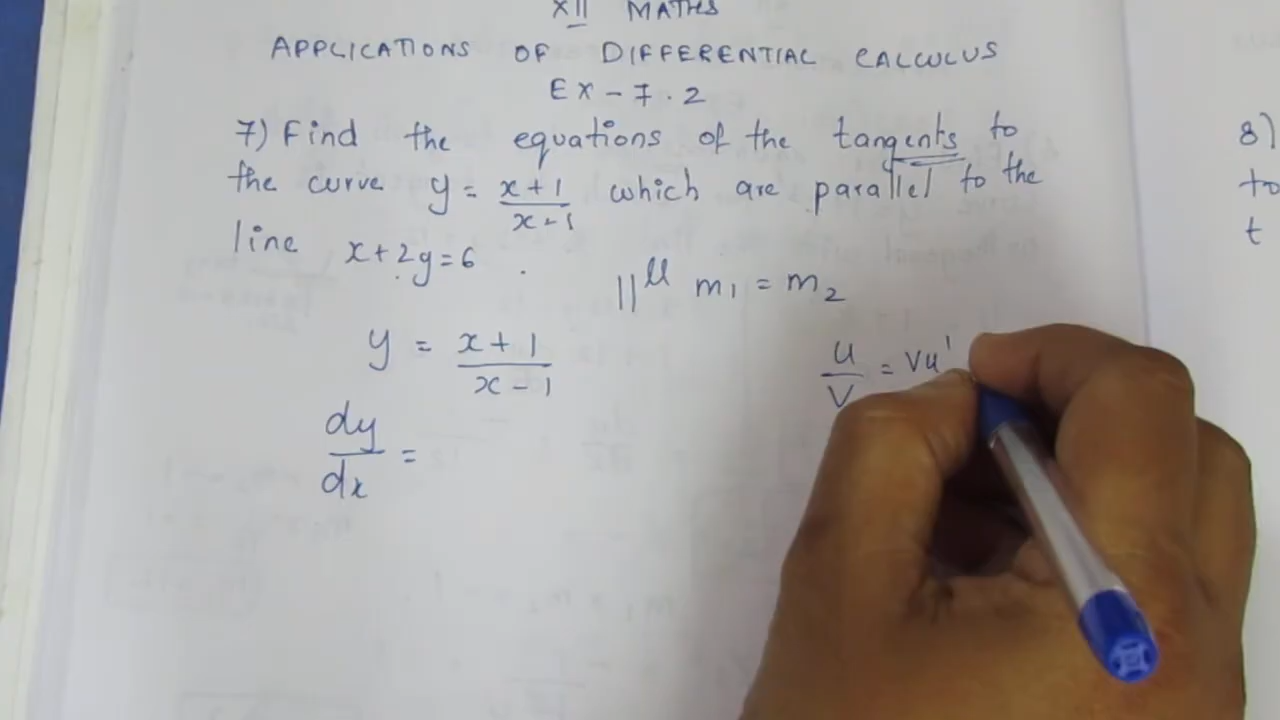 XII MATHS
APPLICATIONS OF DIFFERENTIAL CALCULUS
EX - 7.2
7) Find the equations of the tangents to
the curve y = (x+1)/(x-1) which are parallel to the
line x+2y=6.
||ˡˡ m₁ = m₂
y = (x+1)/(x-1)
u/v = vu'
dy/dx =
8)
to
t